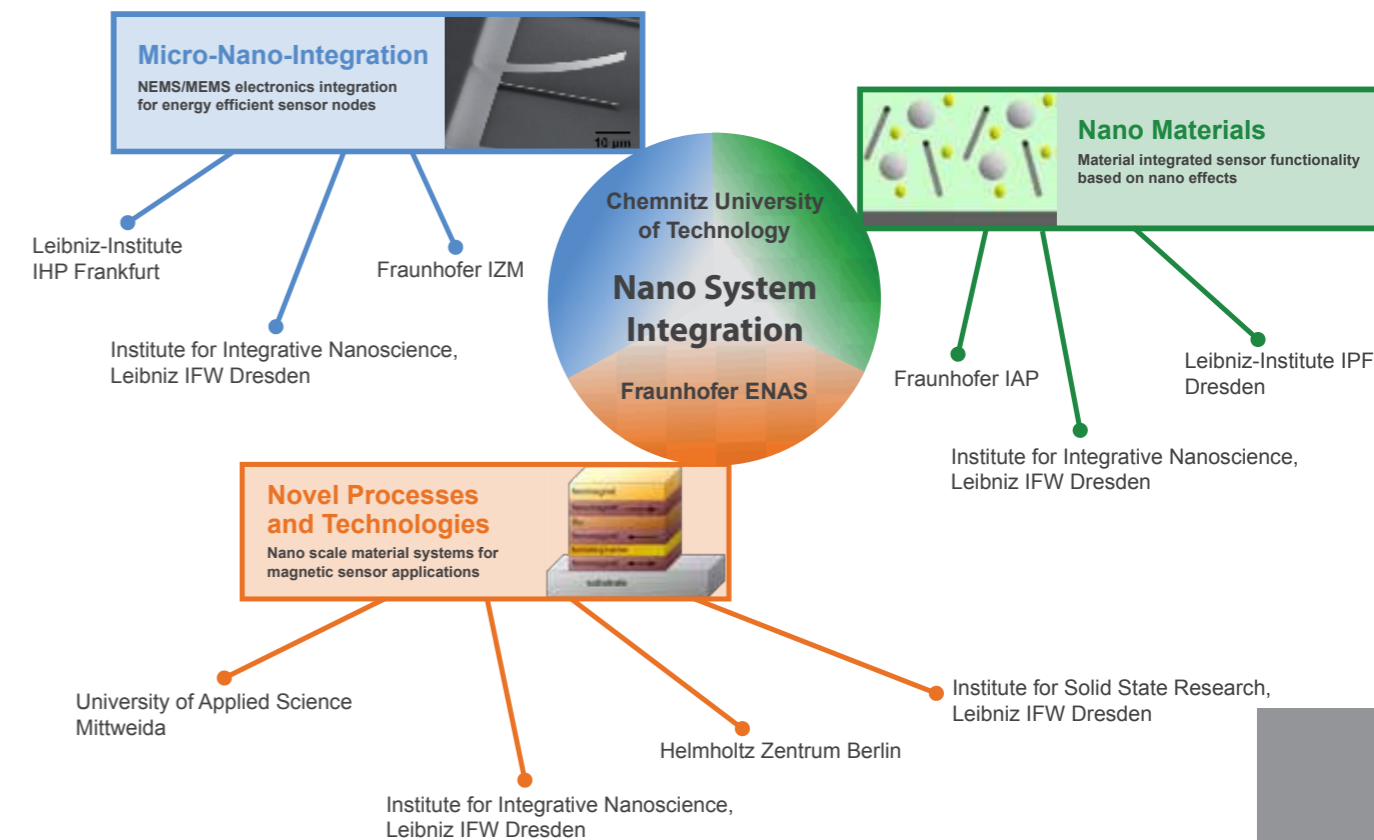 Micro-Nano-Integration
NEMS/MEMS electronics integration
for energy efficient sensor nodes
10 µm
Nano Materials
Material integrated sensor functionality
based on nano effects
Chemnitz University
of Technology
Nano System
Integration
Fraunhofer ENAS
Leibniz-Institute
IHP Frankfurt
Fraunhofer IZM
Institute for Integrative Nanoscience,
Leibniz IFW Dresden
Fraunhofer IAP
Leibniz-Institute IPF
Dresden
Institute for Integrative Nanoscience,
Leibniz IFW Dresden
Novel Processes
and Technologies
Nano scale material systems for
magnetic sensor applications
substrate
University of Applied Science
Mittweida
Institute for Solid State Research,
Leibniz IFW Dresden
Helmholtz Zentrum Berlin
Institute for Integrative Nanoscience,
Leibniz IFW Dresden